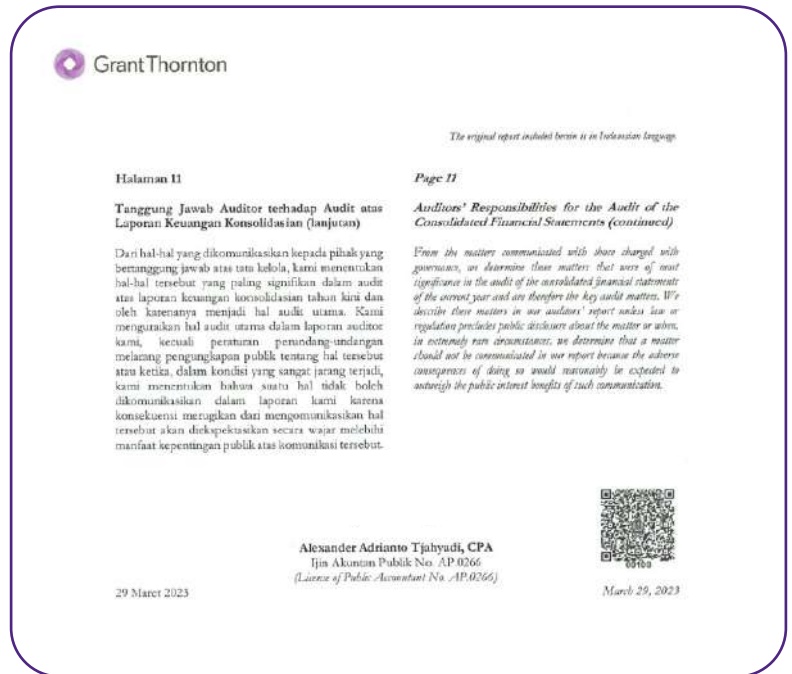 Grant Thornton
The original report included herein is in Indonesian language.
Halaman 11
Tanggung Jawab Auditor terhadap Audit atas
Laporan Keuangan Konsolidasian (lanjutan)
Dari hal-hal yang dikomunikasikan kepada pihak yang
bertanggung jawab atas tata kelola, kami menentukan
hal-hal tersebut yang paling signifikan dalam audit
atas laporan keuangan konsolidasian tahun kini dan
oleh karenanya menjadi hal audit utama. Kami
menguraikan hal audit utama dalam laporan auditor
kami, kecuali peraturan perundang-undangan
melarang pengungkapan publik tentang hal tersebut
atau ketika, dalam kondisi yang sangat jarang terjadi,
kami menentukan bahwa suatu hal tidak boleh
dikomunikasikan dalam laporan kami karena
konsekuensi merugikan dari mengomunikasikan hal
tersebut akan diekspektasikan secara wajar melebihi
manfaat kepentingan publik atas komunikasi tersebut.
Page 11
Auditors' Responsibilities for the Audit of the
Consolidated Financial Statements (continued)
From the matters communicated with those charged with
governance, we determine those matters that were of most
significance in the audit of the consolidated financial statements
of the current year and are therefore the key audit matters. We
describe these matters in our auditors' report unless law or
regulation precludes public disclosure about the matter or when,
in extremely rare circumstances, we determine that a matter
should not be communicated in our report because the adverse
consequences of doing so would reasonably be expected to
outweigh the public interest benefits of such communication.
Alexander Adrianto Tjahyadi, CPA
Ijin Akuntan Publik No. AP.0266
(License of Public Accountant No. AP.0266)
00100
29 Maret 2023
March 29, 2023